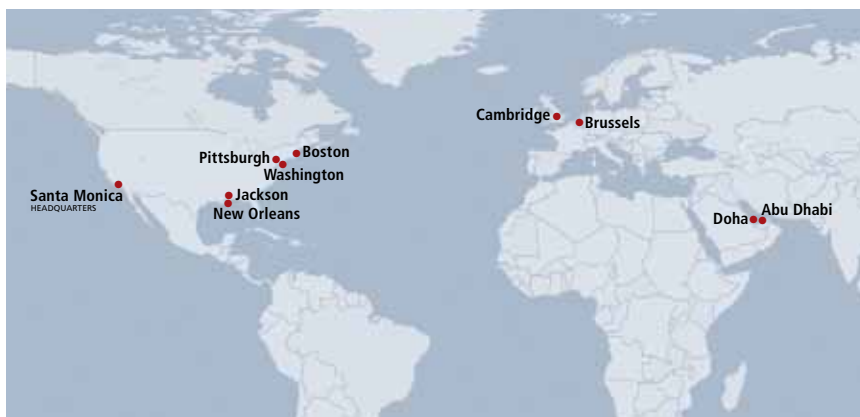 Cambridge
Brussels
Boston
Pittsburgh
Washington
Santa Monica
HEADQUARTERS
Jackson
New Orleans
Doha
Abu Dhabi